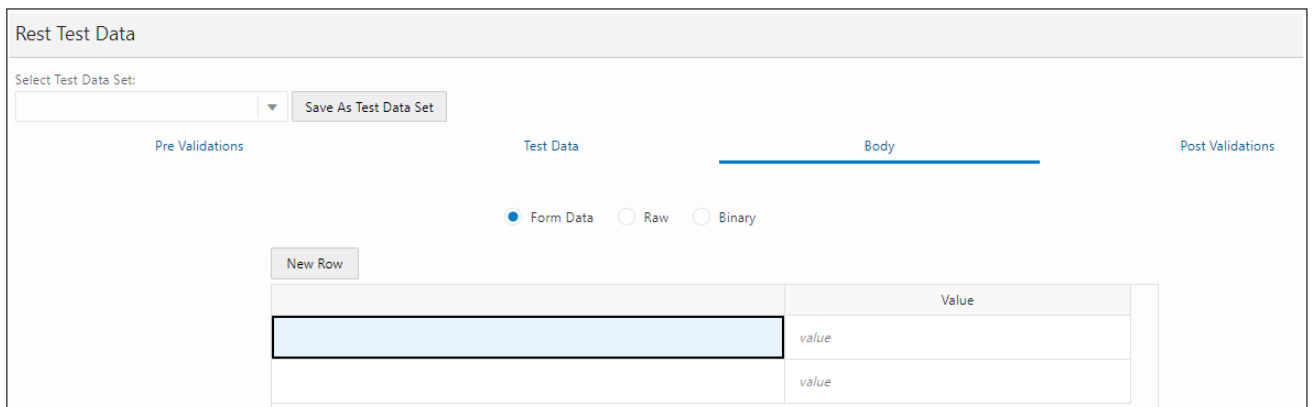 Rest Test Data
Select Test Data Set:
Save As Test Data Set
Pre Validations Test Data Body Post Validations
Form Data Raw Binary
New Row
Value
value
value